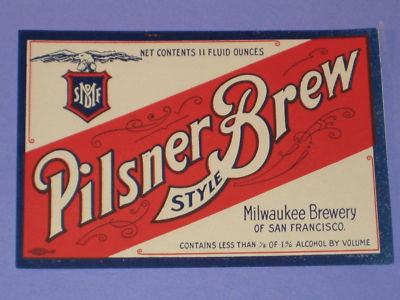 NET CONTENTS 11 FLUID OUNCES
Pilsner Brew
STYLE
Milwaukee Brewery
OF SAN FRANCISCO.
CONTAINS LESS THAN ½ OF 1% ALCOHOL BY VOLUME